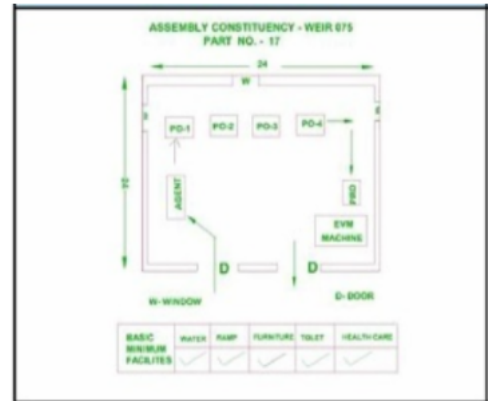 ASSEMBLY CONSTITUENCY - WEIR 075
PART NO. - 17
24
W
PO-1 PO-2 PO-3 PO-4
AGENT
PRO
EVM
MACHINE
D D
W- WINDOW D- DOOR
BASIC
MINIMUM
FACILITES
WATER RAMP FURNITURE TOILET HEALTH CARE